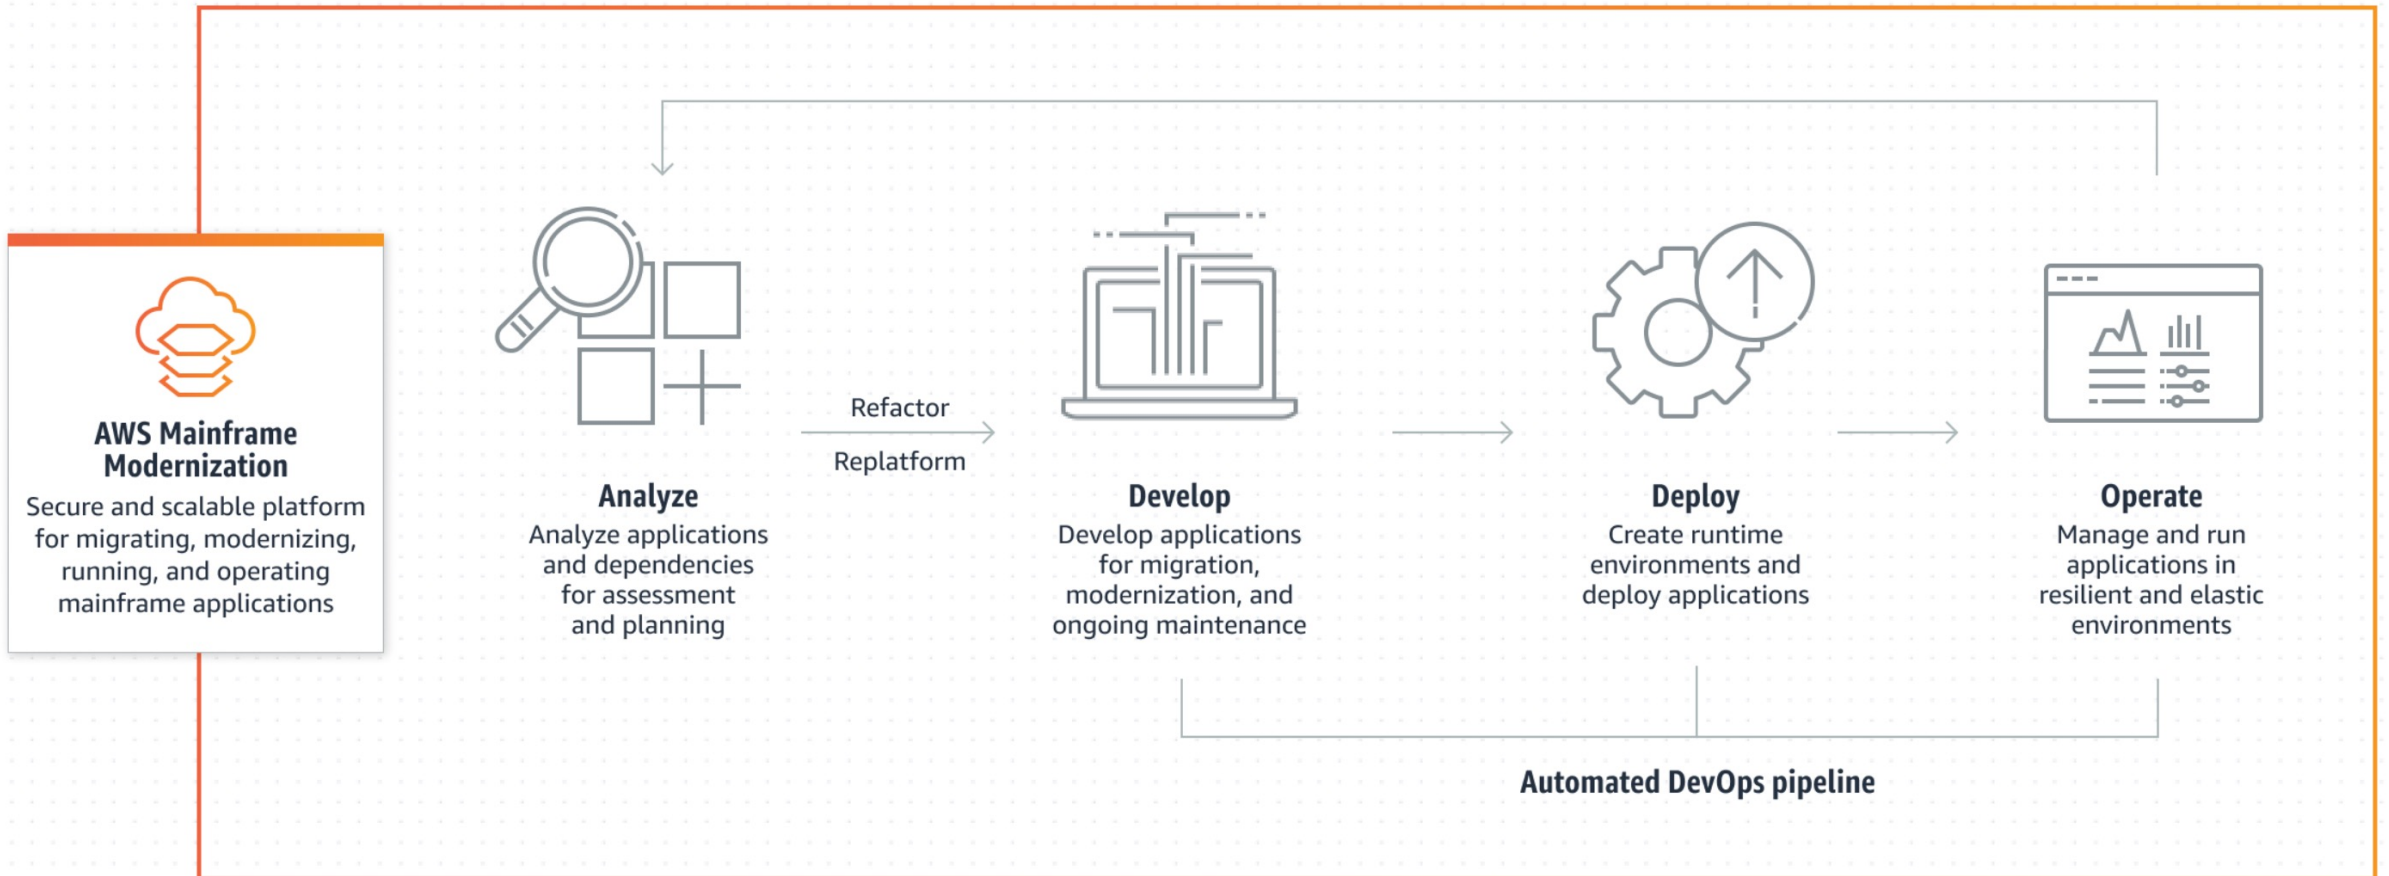 AWS Mainframe
Modernization
Secure and scalable platform
for migrating, modernizing,
running, and operating
mainframe applications
Analyze
Analyze applications
and dependencies
for assessment
and planning
Refactor
Replatform
Develop
Develop applications
for migration,
modernization, and
ongoing maintenance
Deploy
Create runtime
environments and
deploy applications
Operate
Manage and run
applications in
resilient and elastic
environments
Automated DevOps pipeline